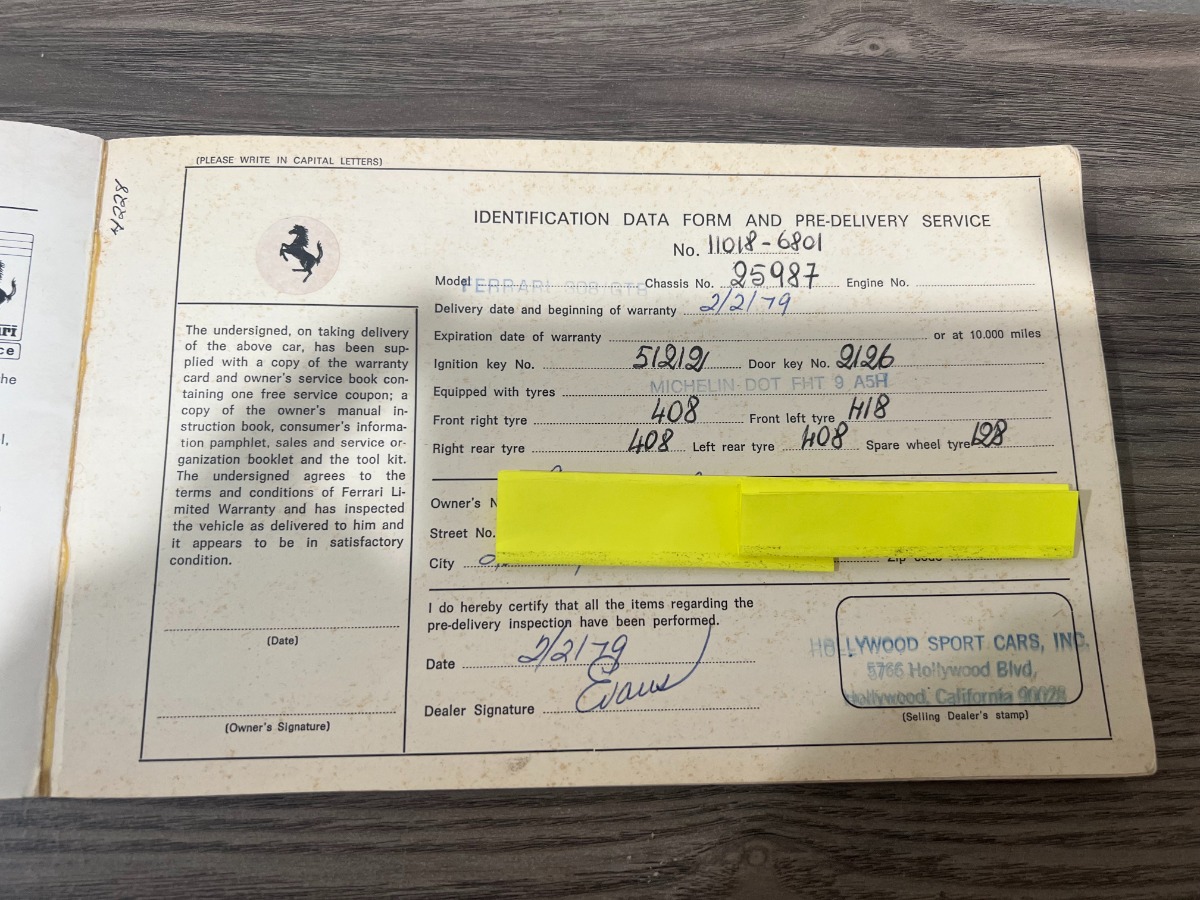 (PLEASE WRITE IN CAPITAL LETTERS)
H228
IDENTIFICATION DATA FORM AND PRE-DELIVERY SERVICE
No. 11018-6801
Model FERRARI 308 GTS Chassis No. 25987 Engine No.
Delivery date and beginning of warranty 2/2/79
Expiration date of warranty or at 10.000 miles
Ignition key No. 51212 Door key No. 2126
Equipped with tyres MICHELIN DOT FHT 9 A5H
Front right tyre 408 Front left tyre H18
Right rear tyre 408 Left rear tyre 408 Spare wheel tyre 128
Owner's N
Street No.
City
Zip code
The undersigned, on taking delivery
of the above car, has been sup-
plied with a copy of the warranty
card and owner's service book con-
taining one free service coupon; a
copy of the owner's manual in-
struction book, consumer's informa-
tion pamphlet, sales and service or-
ganization booklet and the tool kit.
The undersigned agrees to the
terms and conditions of Ferrari Li-
mited Warranty and has inspected
the vehicle as delivered to him and
it appears to be in satisfactory
condition.
(Date)
(Owner's Signature)
I do hereby certify that all the items regarding the
pre-delivery inspection have been performed.
Date 2/2/79
Dealer Signature Evans
HOLLYWOOD SPORT CARS, INC.
5766 Hollywood Blvd,
Hollywood, California 90028
(Selling Dealer's stamp)